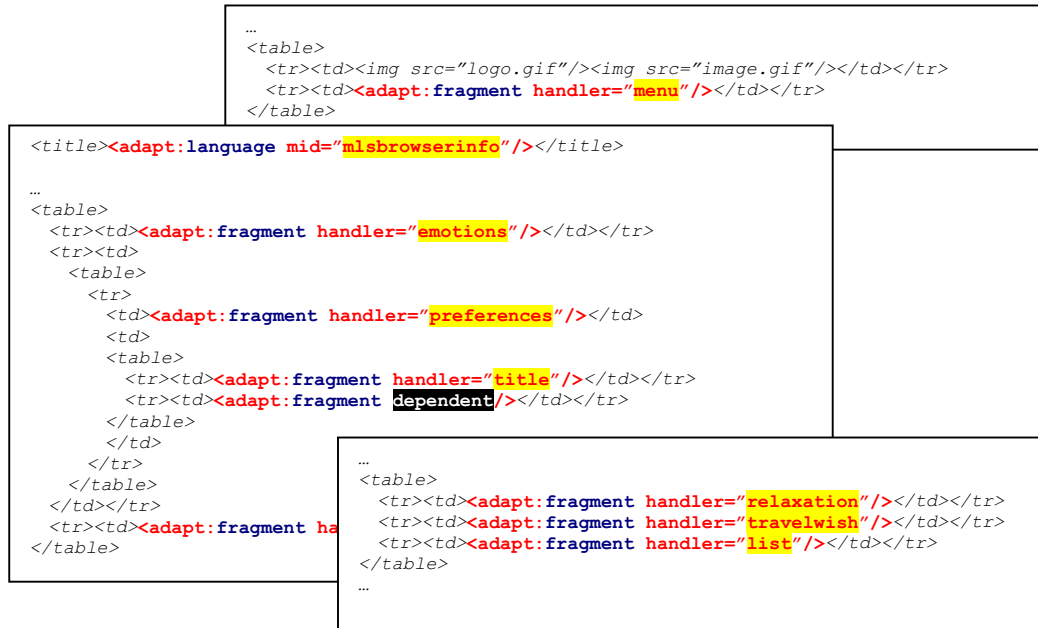 …
<table>
<tr><td><img src=”logo.gif”/><img src=”image.gif”/></td></tr>
<tr><td><adapt:fragment handler=”menu”/></td></tr>
</table>
<title><adapt:language mid=”mlsbrowserinfo”/></title>
…
<table>
<tr><td><adapt:fragment handler=”emotions”/></td></tr>
<tr><td>
<table>
<tr>
<td><adapt:fragment handler=”preferences”/></td>
<td>
<table>
<tr><td><adapt:fragment handler=”title”/></td></tr>
<tr><td><adapt:fragment dependent/></td></tr>
</table>
</td>
</tr>
</table>
</td></tr>
<tr><td><adapt:fragment ha
</table>
…
<table>
<tr><td><adapt:fragment handler=”relaxation”/></td></tr>
<tr><td><adapt:fragment handler=”travelwish”/></td></tr>
<tr><td><adapt:fragment handler=”list”/></td></tr>
</table>
…